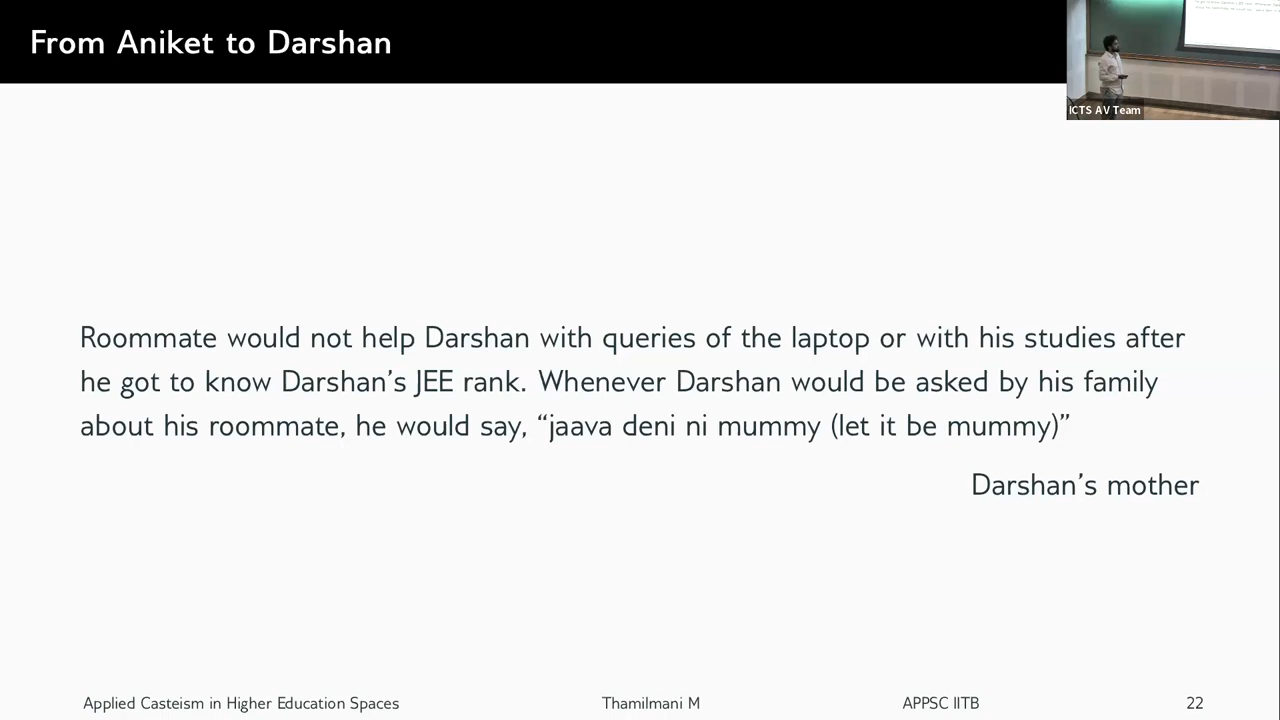 From Aniket to Darshan
ICTS AV Team
Roommate would not help Darshan with queries of the laptop or with his studies after
he got to know Darshan’s JEE rank. Whenever Darshan would be asked by his family
about his roommate, he would say, “jaava deni ni mummy (let it be mummy)”
Darshan’s mother
Applied Casteism in Higher Education Spaces Thamilmani M APPSC IITB 22